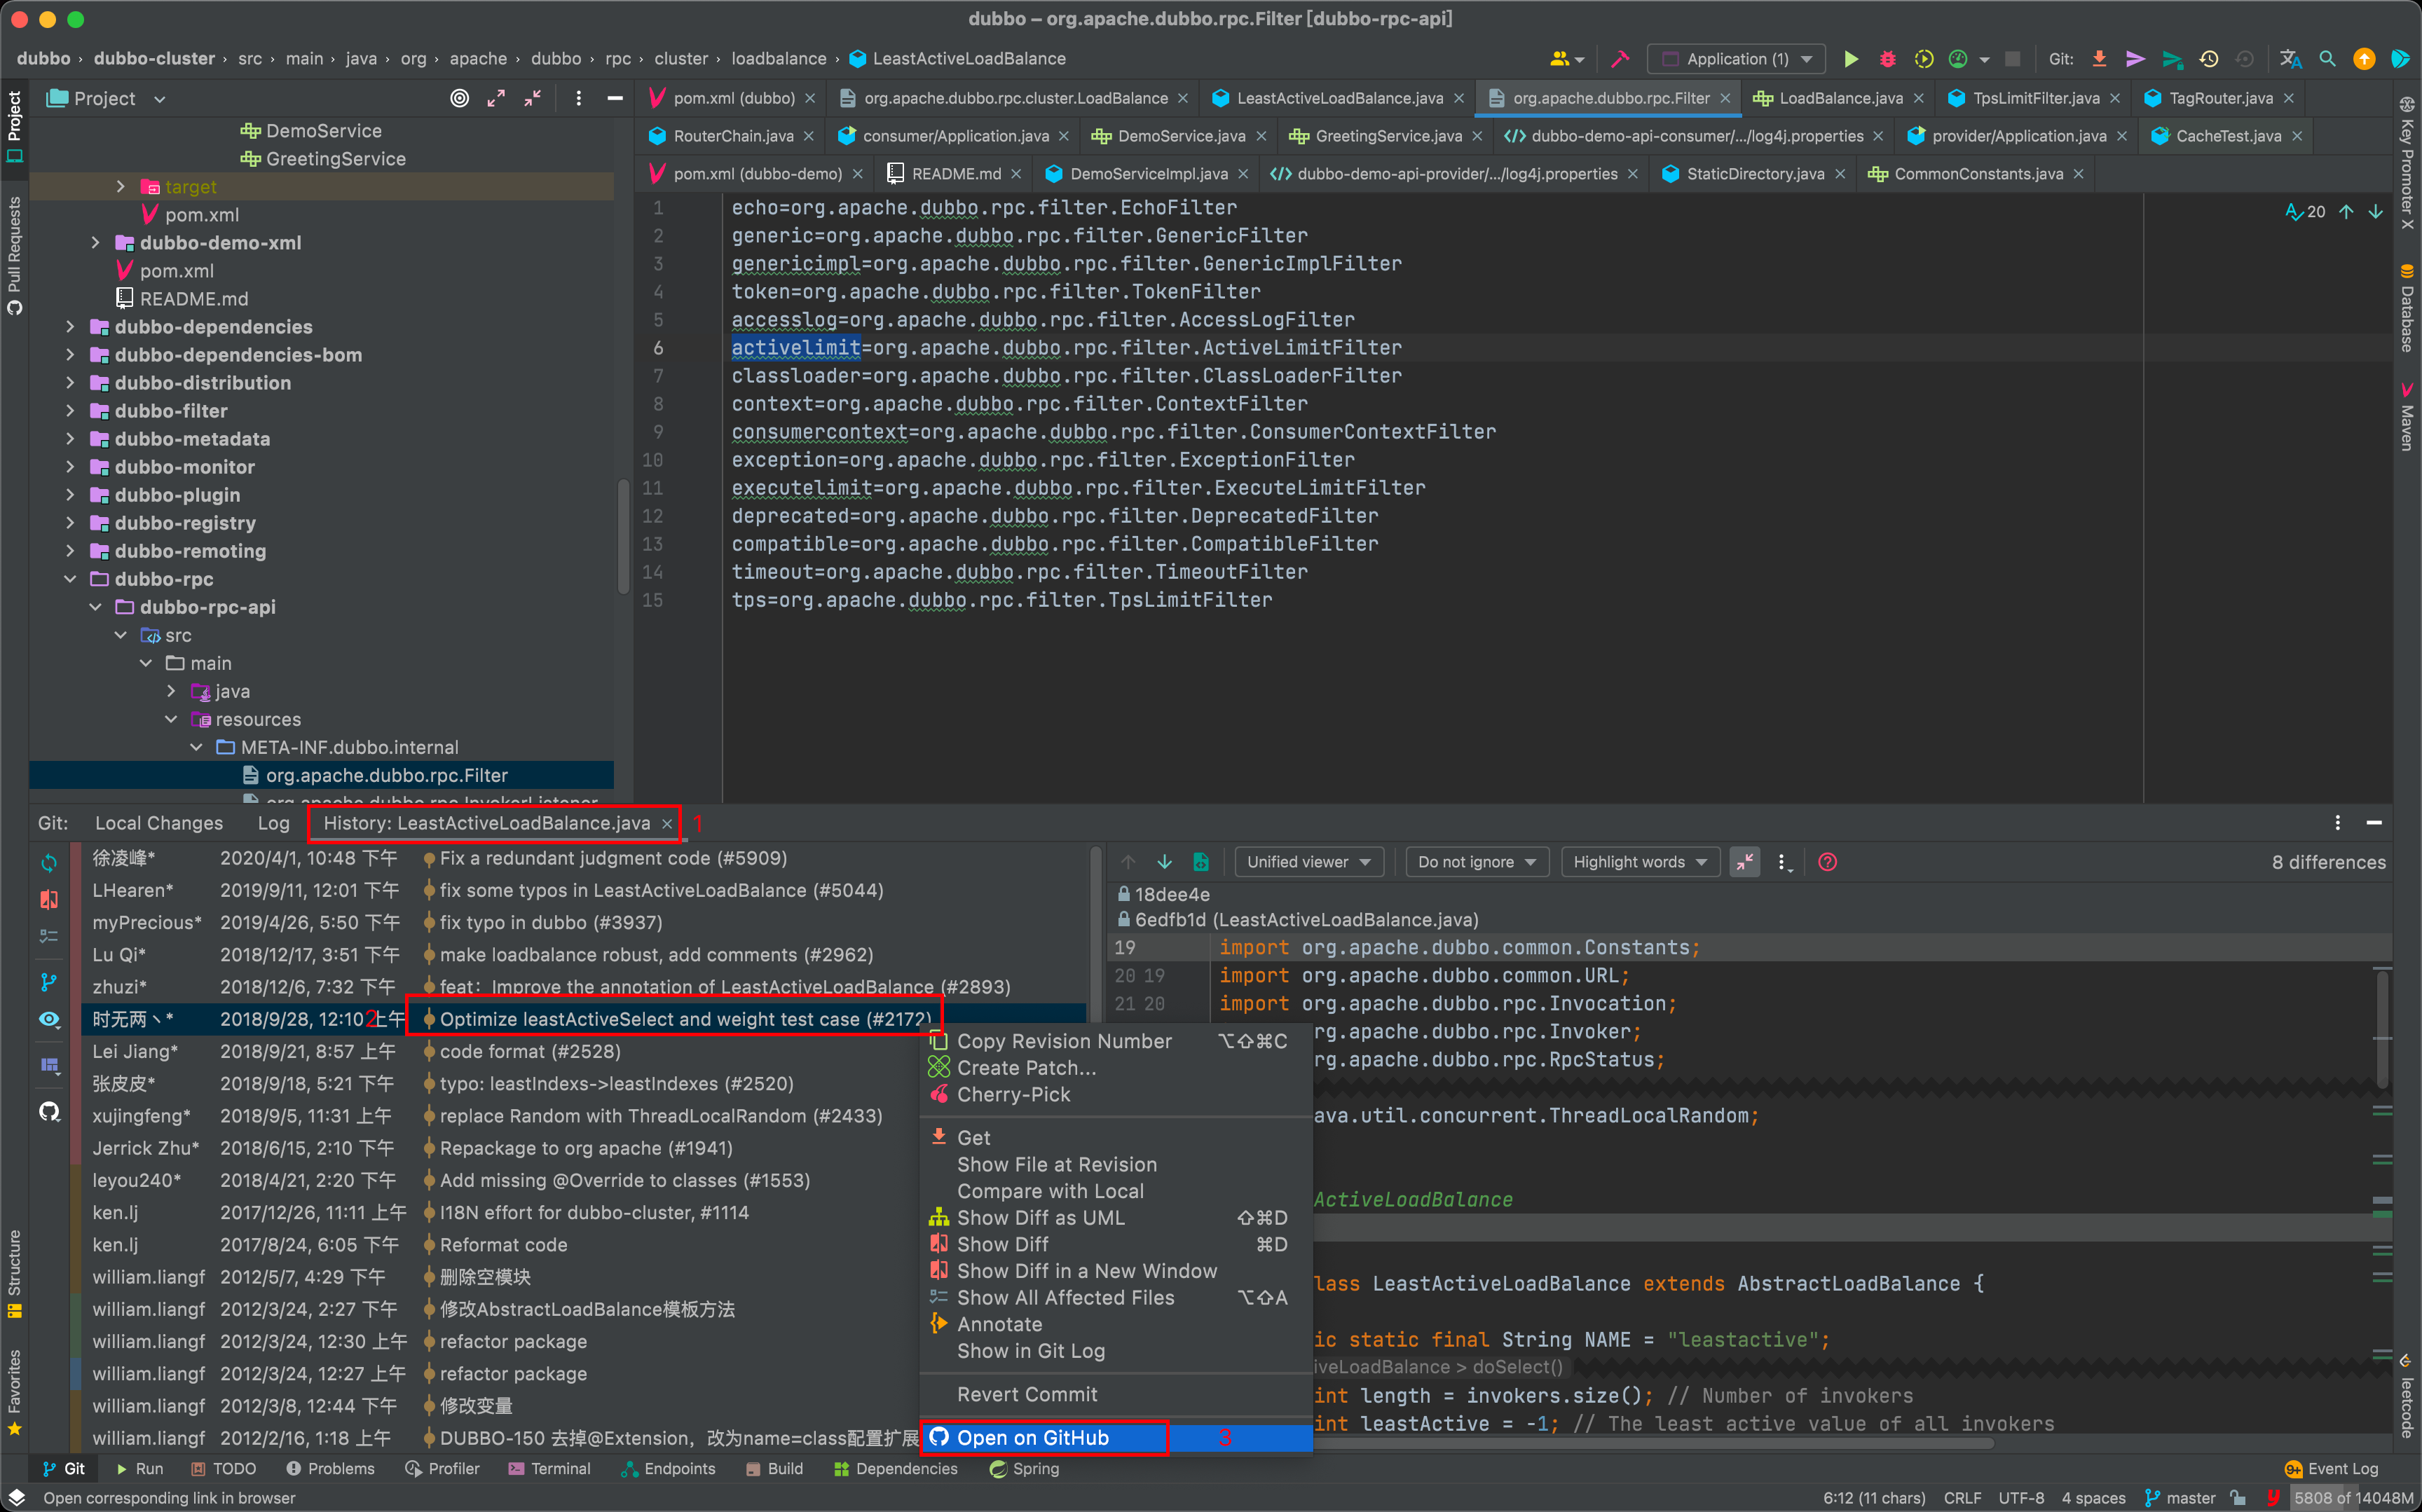 dubbo – org.apache.dubbo.rpc.Filter [dubbo-rpc-api]
dubbo › dubbo-cluster › src › main › java › org › apache › dubbo › rpc › cluster › loadbalance › LeastActiveLoadBalance
Application (1)
Git:
Project
pom.xml (dubbo)
org.apache.dubbo.rpc.cluster.LoadBalance
LeastActiveLoadBalance.java
org.apache.dubbo.rpc.Filter
LoadBalance.java
TpsLimitFilter.java
TagRouter.java
RouterChain.java
consumer/Application.java
DemoService.java
GreetingService.java
dubbo-demo-api-consumer/.../log4j.properties
provider/Application.java
CacheTest.java
pom.xml (dubbo-demo)
README.md
DemoServiceImpl.java
dubbo-demo-api-provider/.../log4j.properties
StaticDirectory.java
CommonConstants.java
Project
Pull Requests
Structure
Favorites
DemoService
GreetingService
target
pom.xml
dubbo-demo-xml
pom.xml
README.md
dubbo-dependencies
dubbo-dependencies-bom
dubbo-distribution
dubbo-filter
dubbo-metadata
dubbo-monitor
dubbo-plugin
dubbo-registry
dubbo-remoting
dubbo-rpc
dubbo-rpc-api
src
main
java
resources
META-INF.dubbo.internal
org.apache.dubbo.rpc.Filter
org.apache.dubbo.rpc.InvokerListener
1 echo=org.apache.dubbo.rpc.filter.EchoFilter
2 generic=org.apache.dubbo.rpc.filter.GenericFilter
3 genericimpl=org.apache.dubbo.rpc.filter.GenericImplFilter
4 token=org.apache.dubbo.rpc.filter.TokenFilter
5 accesslog=org.apache.dubbo.rpc.filter.AccessLogFilter
6 activelimit=org.apache.dubbo.rpc.filter.ActiveLimitFilter
7 classloader=org.apache.dubbo.rpc.filter.ClassLoaderFilter
8 context=org.apache.dubbo.rpc.filter.ContextFilter
9 consumercontext=org.apache.dubbo.rpc.filter.ConsumerContextFilter
10 exception=org.apache.dubbo.rpc.filter.ExceptionFilter
11 executelimit=org.apache.dubbo.rpc.filter.ExecuteLimitFilter
12 deprecated=org.apache.dubbo.rpc.filter.DeprecatedFilter
13 compatible=org.apache.dubbo.rpc.filter.CompatibleFilter
14 timeout=org.apache.dubbo.rpc.filter.TimeoutFilter
15 tps=org.apache.dubbo.rpc.filter.TpsLimitFilter
20
Key Promoter X
Database
Maven
leetcode
Git: Local Changes Log History: LeastActiveLoadBalance.java 1
徐凌峰* 2020/4/1, 10:48 下午 Fix a redundant judgment code (#5909)
LHearen* 2019/9/11, 12:01 下午 fix some typos in LeastActiveLoadBalance (#5044)
myPrecious* 2019/4/26, 5:50 下午 fix typo in dubbo (#3937)
Lu Qi* 2018/12/17, 3:51 下午 make loadbalance robust, add comments (#2962)
zhuzi* 2018/12/6, 7:32 下午 feat: Improve the annotation of LeastActiveLoadBalance (#2893)
时无两丶* 2018/9/28, 12:10 上午 2 Optimize leastActiveSelect and weight test case (#2172)
Lei Jiang* 2018/9/21, 8:57 上午 code format (#2528)
张皮皮* 2018/9/18, 5:21 下午 typo: leastIndexs->leastIndexes (#2520)
xujingfeng* 2018/9/5, 11:31 上午 replace Random with ThreadLocalRandom (#2433)
Jerrick Zhu* 2018/6/15, 2:10 下午 Repackage to org apache (#1941)
leyou240* 2018/4/21, 2:20 下午 Add missing @Override to classes (#1553)
ken.lj 2017/12/26, 11:11 上午 I18N effort for dubbo-cluster, #1114
ken.lj 2017/8/24, 6:05 下午 Reformat code
william.liangf 2012/5/7, 4:29 下午 删除空模块
william.liangf 2012/3/24, 2:27 下午 修改AbstractLoadBalance模板方法
william.liangf 2012/3/24, 12:30 上午 refactor package
william.liangf 2012/3/24, 12:27 上午 refactor package
william.liangf 2012/3/8, 12:44 下午 修改变量
william.liangf 2012/2/16, 1:18 上午 DUBBO-150 去掉@Extension，改为name=class配置扩展
Copy Revision Number ⌥⇧⌘C
Create Patch...
Cherry-Pick
Get
Show File at Revision
Compare with Local
Show Diff as UML ⇧⌘D
Show Diff ⌘D
Show Diff in a New Window
Show All Affected Files ⌥⇧A
Annotate
Show in Git Log
Revert Commit
Open on GitHub 3
Unified viewer Do not ignore Highlight words 8 differences
18dee4e
6edfb1d (LeastActiveLoadBalance.java)
19 import org.apache.dubbo.common.Constants;
20 19 import org.apache.dubbo.common.URL;
21 20 import org.apache.dubbo.rpc.Invocation;
rg.apache.dubbo.rpc.Invoker;
rg.apache.dubbo.rpc.RpcStatus;
ava.util.concurrent.ThreadLocalRandom;
ActiveLoadBalance
lass LeastActiveLoadBalance extends AbstractLoadBalance {
ic static final String NAME = "leastactive";
iveLoadBalance > doSelect()
int length = invokers.size(); // Number of invokers
int leastActive = -1; // The least active value of all invokers
Git Run TODO Problems Profiler Terminal Endpoints Build Dependencies Spring 9+ Event Log
Open corresponding link in browser 6:12 (11 chars) CRLF UTF-8 4 spaces master 5808 of 14048M